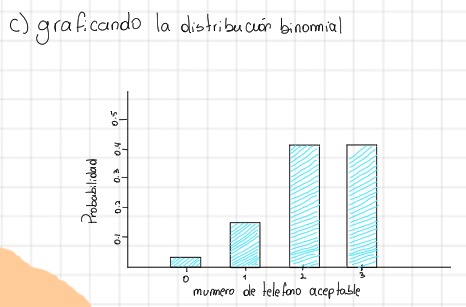 c) graficando la distribución binomial
0.5
0.4
0.3
0.2
0.1
Probabilidad
0 1 2 3
mumero de telefono aceptable